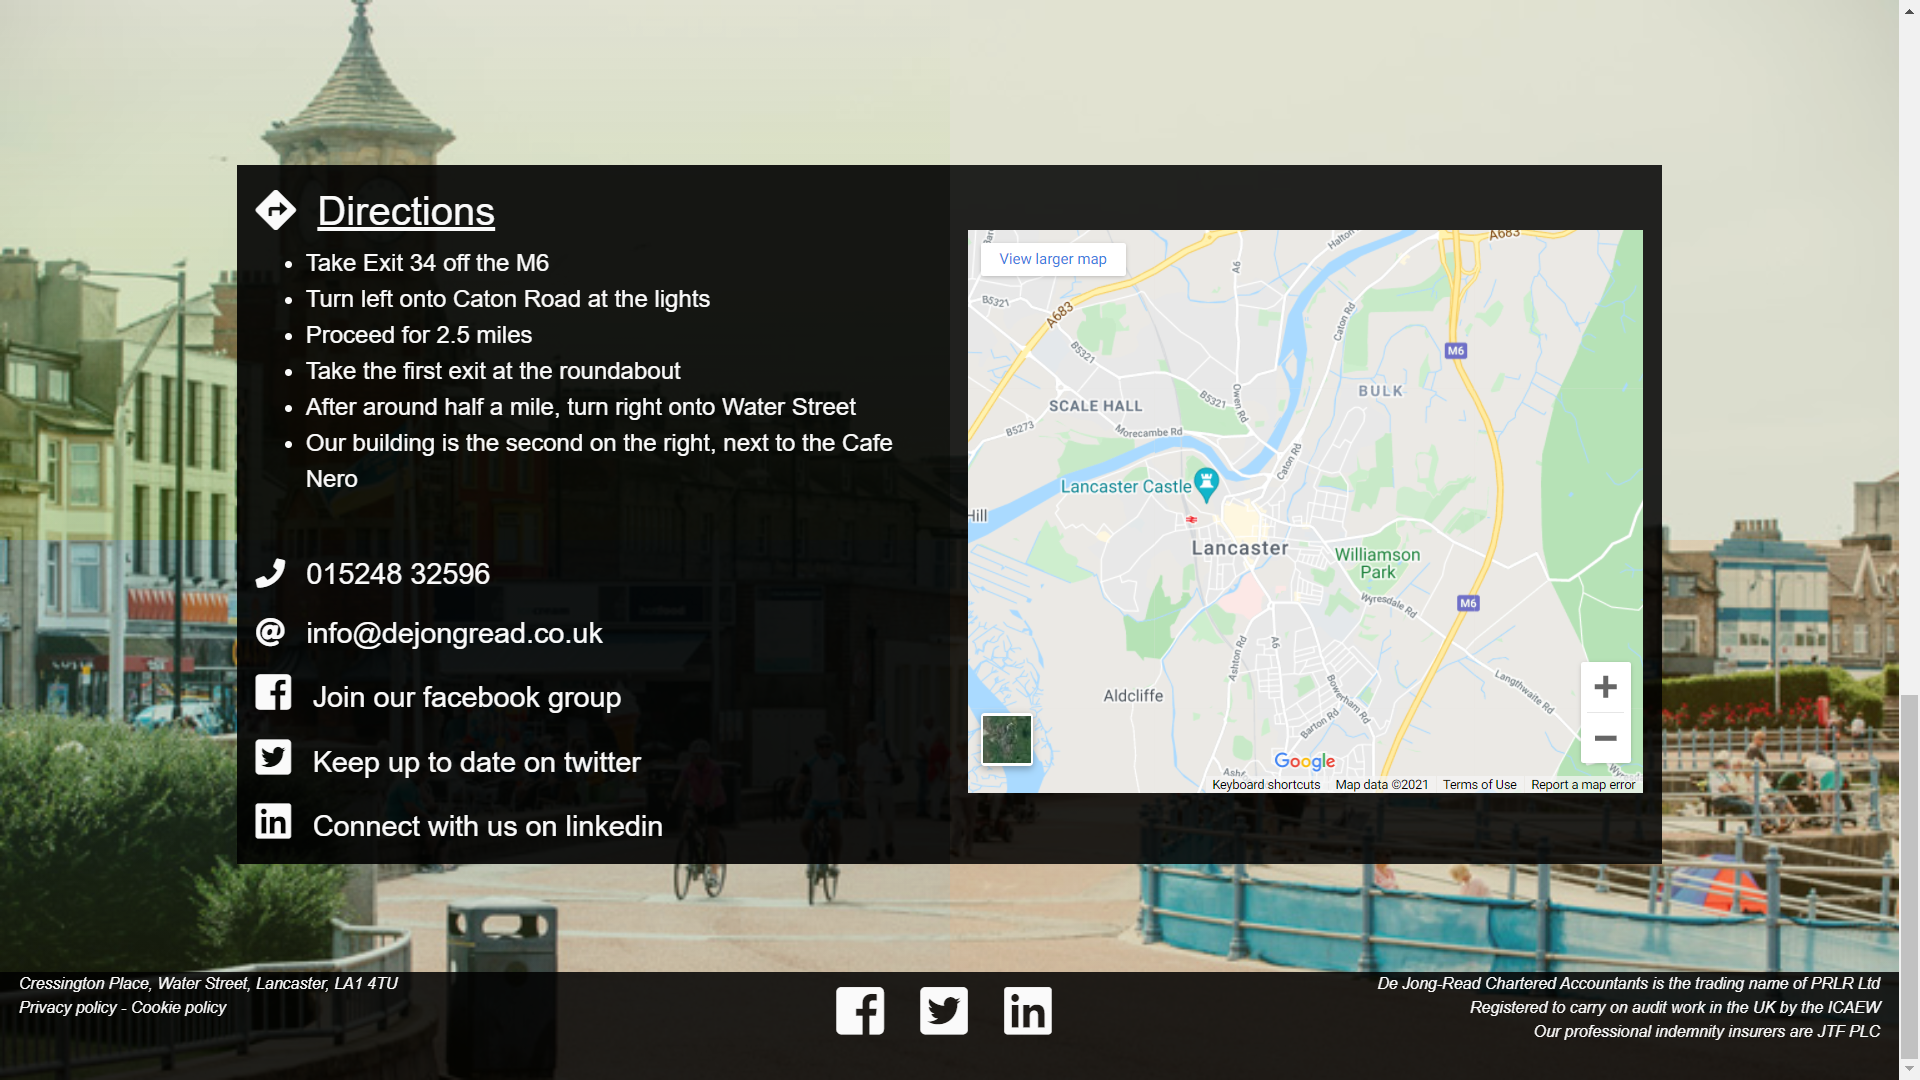 Directions
Take Exit 34 off the M6
Turn left onto Caton Road at the lights
Proceed for 2.5 miles
Take the first exit at the roundabout
After around half a mile, turn right onto Water Street
Our building is the second on the right, next to the Cafe
Nero
015248 32596
info@dejongread.co.uk
Join our facebook group
Keep up to date on twitter
Connect with us on linkedin
View larger map
Halton
A683
A6
B5321
A683
Caton Rd
B5321
M6
Owen Rd
BULK
B5321
SCALE HALL
B5273
Morecambe Rd
Caton Rd
Lancaster Castle
Hill
Lancaster
Williamson
Park
Wyresdale Rd
M6
Ashton Rd
A6
Langthwaite Rd
Aldcliffe
Bowerham Rd
Barton Rd
Google
Keyboard shortcuts Map data ©2021 Terms of Use Report a map error
Cressington Place, Water Street, Lancaster, LA1 4TU
Privacy policy - Cookie policy
De Jong-Read Chartered Accountants is the trading name of PRLR Ltd
Registered to carry on audit work in the UK by the ICAEW
Our professional indemnity insurers are JTF PLC